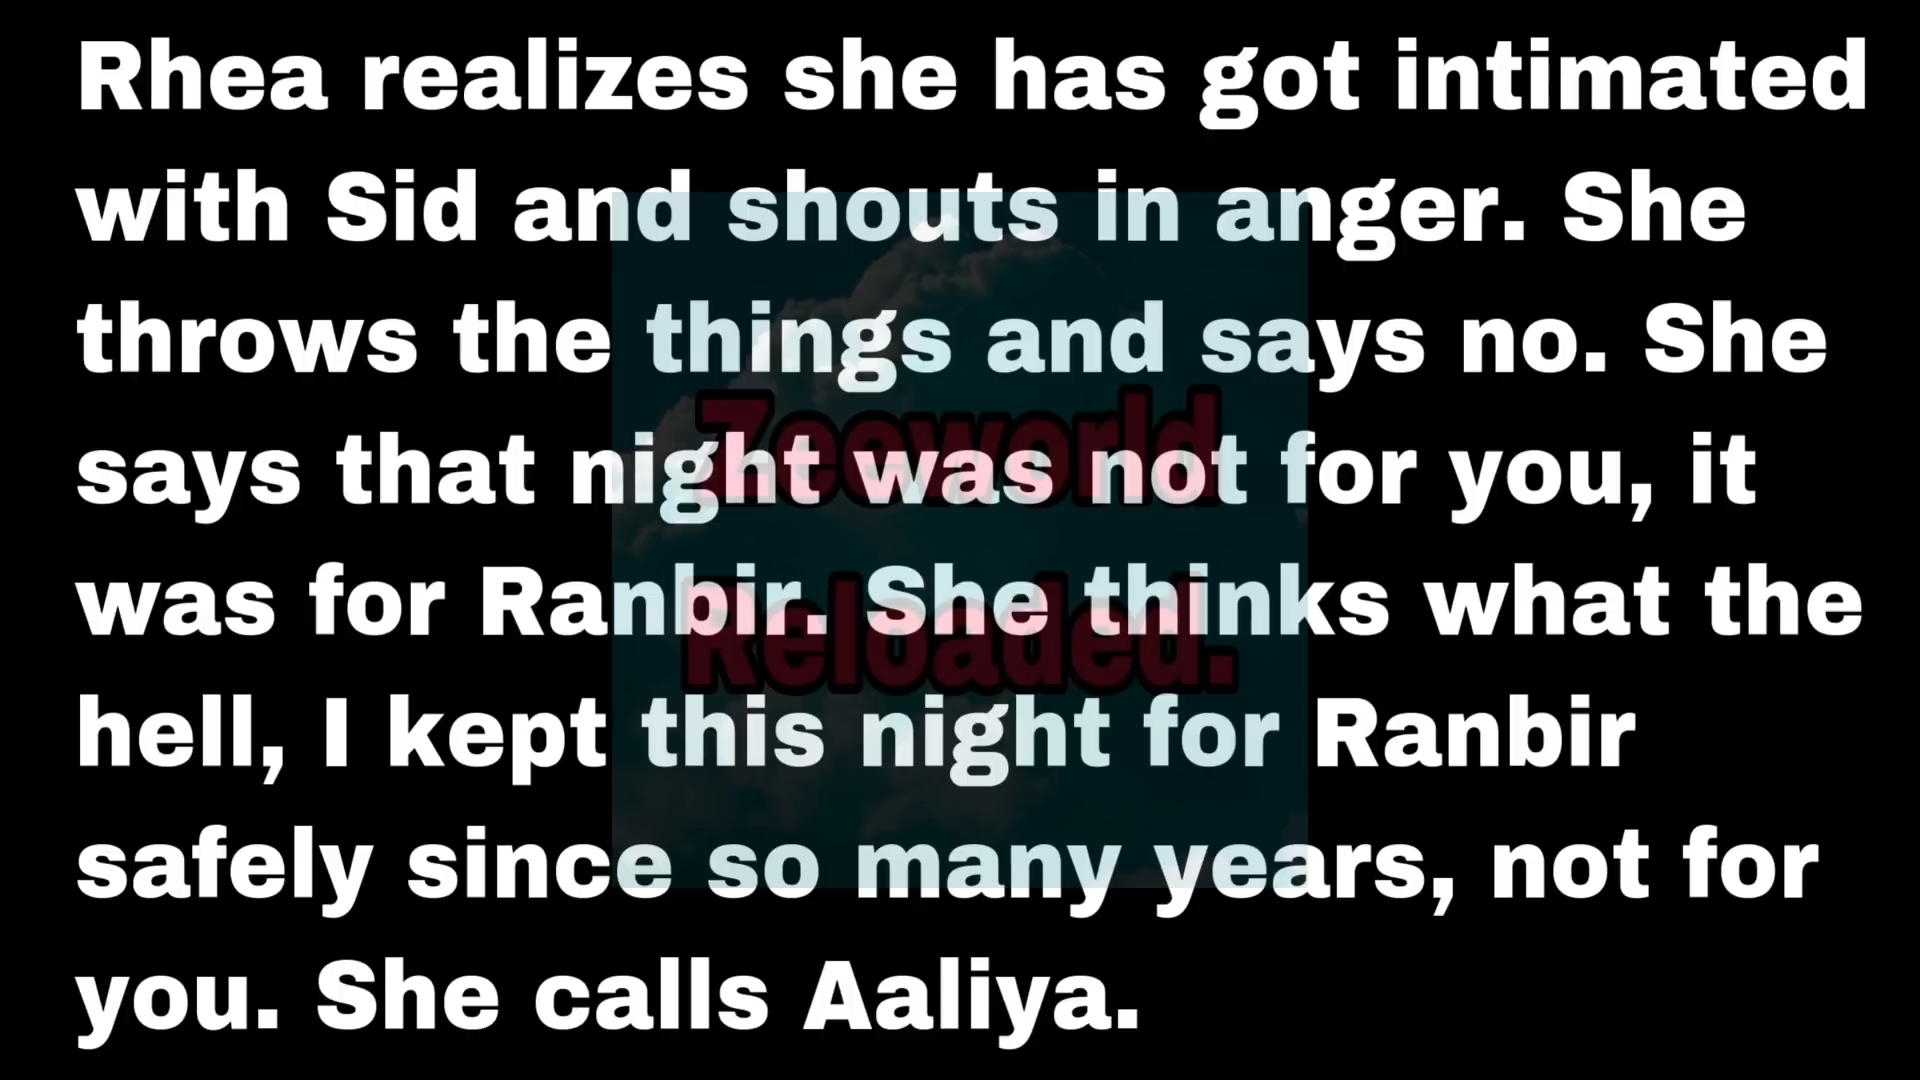 Rhea realizes she has got intimated
with Sid and shouts in anger. She
throws the things and says no. She
says that night was not for you, it
was for Ranbir. She thinks what the
hell, I kept this night for Ranbir
safely since so many years, not for
you. She calls Aaliya.
Zeeworld
Reloaded.